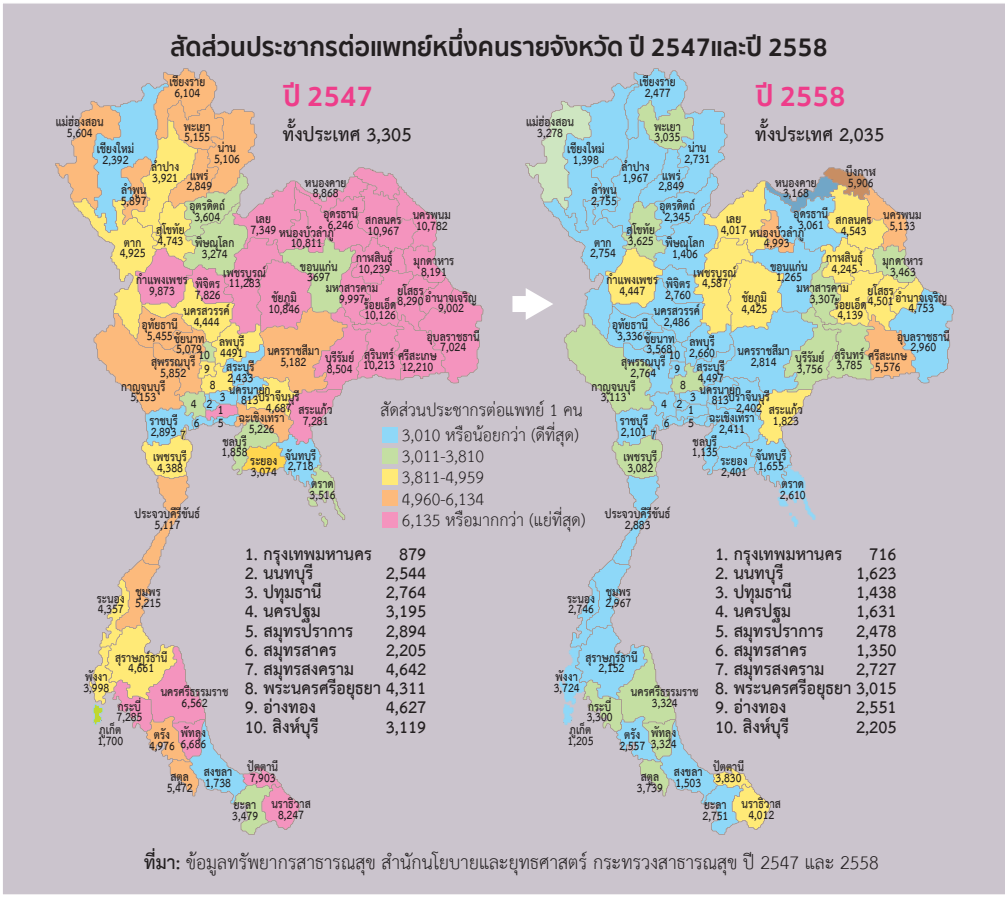 สัดส่วนประชากรต่อแพทย์หนึ่งคนรายจังหวัด ปี 2547และปี 2558
ปี 2547
ทั้งประเทศ 3,305
เชียงราย
6,104
แม่ฮ่องสอน
5,604
พะเยา
5,155
เชียงใหม่
2,392
น่าน
5,106
ลำปาง
3,921
แพร่
2,849
ลำพูน
5,897
อุตรดิตถ์
3,604
สุโขทัย
4,743
ตาก
4,925
พิษณุโลก
3,274
หนองคาย
8,868
เลย
7,349
อุดรธานี
6,246
สกลนคร
10,967
นครพนม
10,782
หนองบัวลำภู
10,811
กาฬสินธุ์
10,239
มุกดาหาร
8,191
ขอนแก่น
3697
กำแพงเพชร
9,873
พิจิตร
7,826
เพชรบูรณ์
11,283
ชัยภูมิ
10,846
มหาสารคาม
9,997
ร้อยเอ็ด
10,126
ยโสธร
8,290
อำนาจเจริญ
9,002
นครสวรรค์
4,444
อุทัยธานี
5,455
ชัยนาท
5,079
ลพบุรี
4491
นครราชสีมา
5,182
บุรีรัมย์
8,504
สุรินทร์
10,213
ศรีสะเกษ
12,210
อุบลราชธานี
7,024
สุพรรณบุรี
5,852
กาญจนบุรี
5,153
สระบุรี
2,433
นครนายก
813
ปราจีนบุรี
4,687
สระแก้ว
7,281
ฉะเชิงเทรา
5,226
ราชบุรี
2,893
ชลบุรี
1,858
ระยอง
3,074
จันทบุรี
2,718
ตราด
3,516
เพชรบุรี
4,388
ประจวบคีรีขันธ์
5,117
ชุมพร
5,215
ระนอง
4,357
สุราษฎร์ธานี
4,661
พังงา
3,998
กระบี่
7,285
นครศรีธรรมราช
6,562
ภูเก็ต
1,700
ตรัง
4,976
พัทลุง
6,686
สตูล
5,472
สงขลา
1,738
ปัตตานี
7,903
ยะลา
3,479
นราธิวาส
8,247
10
9
8
4
2
3
1
5
6
7
1. กรุงเทพมหานคร 879
2. นนทบุรี 2,544
3. ปทุมธานี 2,764
4. นครปฐม 3,195
5. สมุทรปราการ 2,894
6. สมุทรสาคร 2,205
7. สมุทรสงคราม 4,642
8. พระนครศรีอยุธยา 4,311
9. อ่างทอง 4,627
10. สิงห์บุรี 3,119
สัดส่วนประชากรต่อแพทย์ 1 คน
3,010 หรือน้อยกว่า (ดีที่สุด)
3,011-3,810
3,811-4,959
4,960-6,134
6,135 หรือมากกว่า (แย่ที่สุด)
ปี 2558
ทั้งประเทศ 2,035
เชียงราย
2,477
แม่ฮ่องสอน
3,278
พะเยา
3,035
เชียงใหม่
1,398
น่าน
2,731
ลำปาง
1,967
แพร่
2,849
ลำพูน
2,755
อุตรดิตถ์
2,345
สุโขทัย
3,625
ตาก
2,754
พิษณุโลก
1,406
หนองคาย
3,168
บึงกาฬ
5,906
เลย
4,017
อุดรธานี
3,061
สกลนคร
4,543
นครพนม
5,133
หนองบัวลำภู
4,993
กาฬสินธุ์
4,245
มุกดาหาร
3,463
ขอนแก่น
1,265
กำแพงเพชร
4,447
พิจิตร
2,760
เพชรบูรณ์
4,587
ชัยภูมิ
4,425
มหาสารคาม
3,307
ร้อยเอ็ด
4,139
ยโสธร
4,501
อำนาจเจริญ
4,753
นครสวรรค์
2,486
อุทัยธานี
3,336
ชัยนาท
3,568
ลพบุรี
2,660
นครราชสีมา
2,814
บุรีรัมย์
3,756
สุรินทร์
3,785
ศรีสะเกษ
5,576
อุบลราชธานี
2,960
สุพรรณบุรี
2,764
กาญจนบุรี
3,113
สระบุรี
4,497
นครนายก
813
ปราจีนบุรี
2,402
สระแก้ว
1,823
ฉะเชิงเทรา
2,411
ราชบุรี
2,101
ชลบุรี
1,135
ระยอง
2,401
จันทบุรี
1,655
ตราด
2,610
เพชรบุรี
3,082
ประจวบคีรีขันธ์
2,883
ชุมพร
2,967
ระนอง
2,746
สุราษฎร์ธานี
2,152
พังงา
3,724
กระบี่
3,300
นครศรีธรรมราช
3,324
ภูเก็ต
1,205
ตรัง
2,557
พัทลุง
3,324
สตูล
3,739
สงขลา
1,503
ปัตตานี
3,830
ยะลา
2,751
นราธิวาส
4,012
10
9
8
4
2
3
1
5
6
7
1. กรุงเทพมหานคร 716
2. นนทบุรี 1,623
3. ปทุมธานี 1,438
4. นครปฐม 1,631
5. สมุทรปราการ 2,478
6. สมุทรสาคร 1,350
7. สมุทรสงคราม 2,727
8. พระนครศรีอยุธยา 3,015
9. อ่างทอง 2,551
10. สิงห์บุรี 2,205
ที่มา: ข้อมูลทรัพยากรสาธารณสุข สำนักนโยบายและยุทธศาสตร์ กระทรวงสาธารณสุข ปี 2547 และ 2558